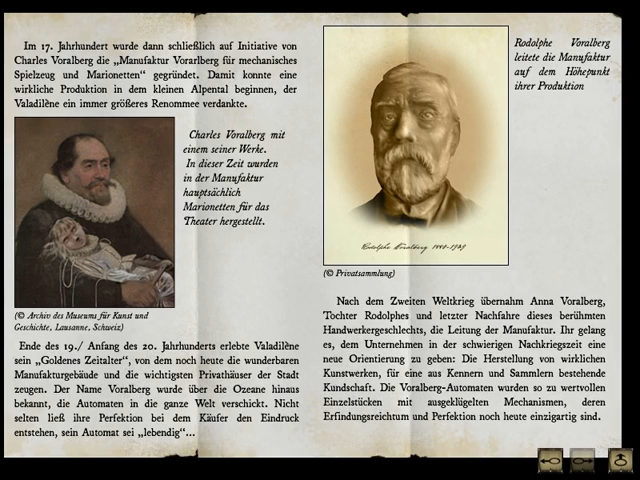 Im 17. Jahrhundert wurde dann schließlich auf Initiative von
Charles Voralberg die „Manufaktur Vorarlberg für mechanisches
Spielzeug und Marionetten“ gegründet. Damit konnte eine
wirkliche Produktion in dem kleinen Alpental beginnen, der
Valadilène ein immer größeres Renommee verdankte.
Charles Voralberg mit
einem seiner Werke.
In dieser Zeit wurden
in der Manufaktur
hauptsächlich
Marionetten für das
Theater hergestellt.
(© Archiv des Museums für Kunst und
Geschichte, Lausanne, Schweiz)
Ende des 19./ Anfang des 20. Jahrhunderts erlebte Valadilène
sein „Goldenes Zeitalter“, von dem noch heute die wunderbaren
Manufakturgebäude und die wichtigsten Privathäuser der Stadt
zeugen. Der Name Voralberg wurde über die Ozeane hinaus
bekannt, die Automaten in die ganze Welt verschickt. Nicht
selten ließ ihre Perfektion bei dem Käufer den Eindruck
entstehen, sein Automat sei „lebendig“...
Rodolphe Voralberg
leitete die Manufaktur
auf dem Höhepunkt
ihrer Produktion
Rodolphe Voralberg
(© Privatsammlung)
Nach dem Zweiten Weltkrieg übernahm Anna Voralberg,
Tochter Rodolphes und letzter Nachfahre dieses berühmten
Handwerkergeschlechts, die Leitung der Manufaktur. Ihr gelang
es, dem Unternehmen in der schwierigen Nachkriegszeit eine
neue Orientierung zu geben: Die Herstellung von wirklichen
Kunstwerken, für eine aus Kennern und Sammlern bestehende
Kundschaft. Die Voralberg-Automaten wurden so zu wertvollen
Einzelstücken mit ausgeklügelten Mechanismen, deren
Erfindungsreichtum und Perfektion noch heute einzigartig sind.